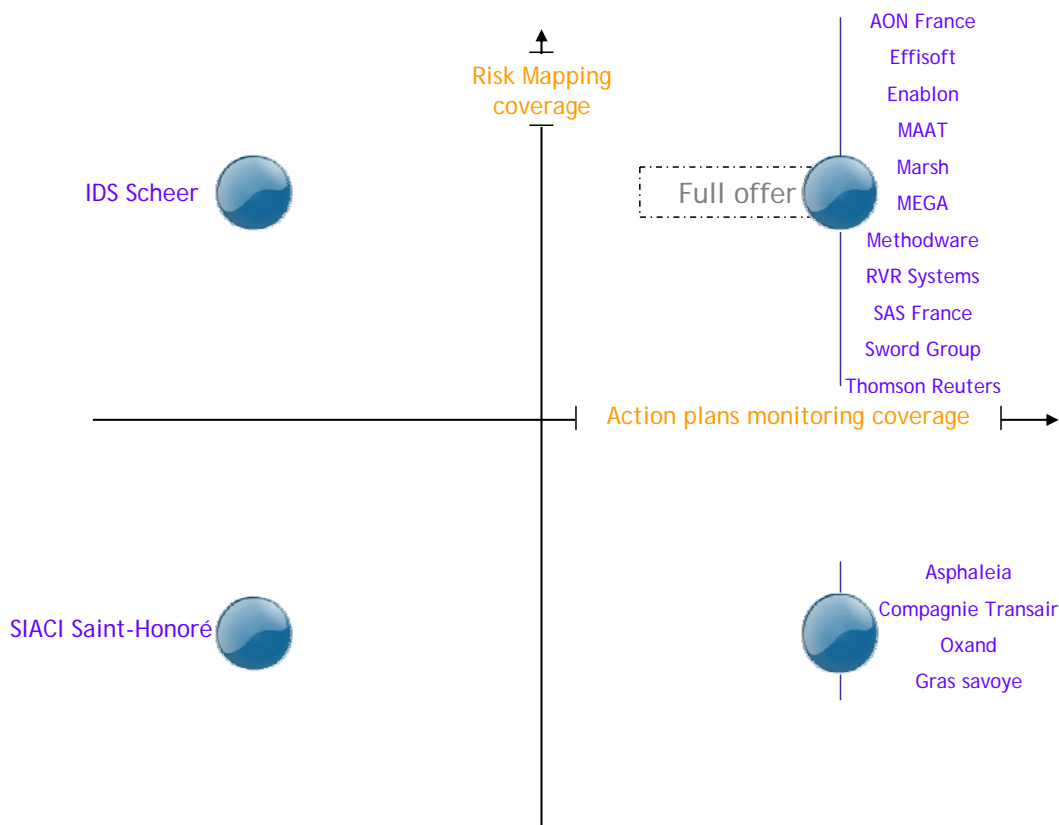 AON France
Effisoft
Risk Mapping
coverage
Enablon
MAAT
Marsh
IDS Scheer
Full offer
MEGA
Methodware
RVR Systems
SAS France
Sword Group
Thomson Reuters
Action plans monitoring coverage
Asphaleia
Compagnie Transair
SIACI Saint-Honoré
Oxand
Gras savoye